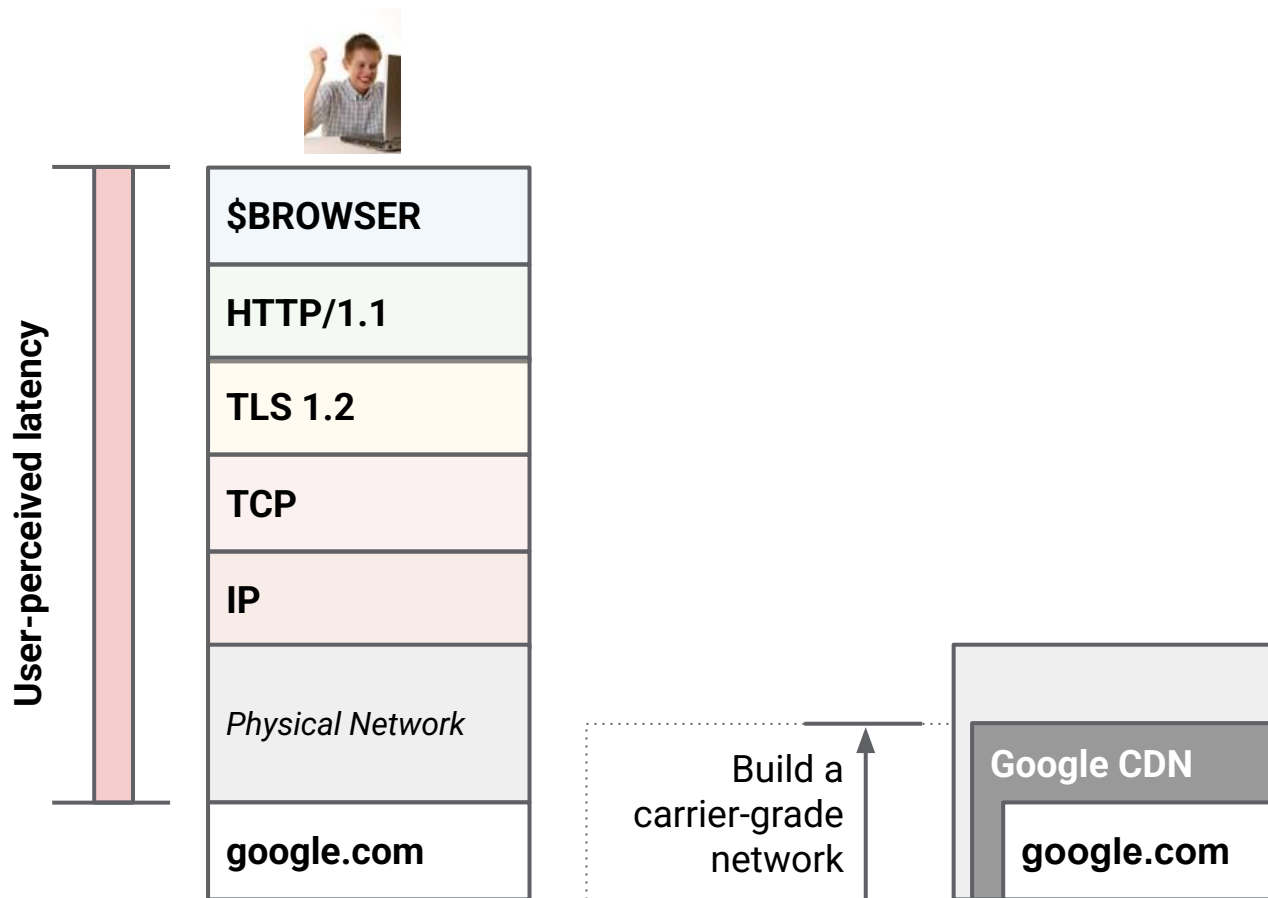 User-perceived latency
$BROWSER
HTTP/1.1
TLS 1.2
TCP
IP
Physical Network
google.com
Build a
carrier-grade
network
Google CDN
google.com